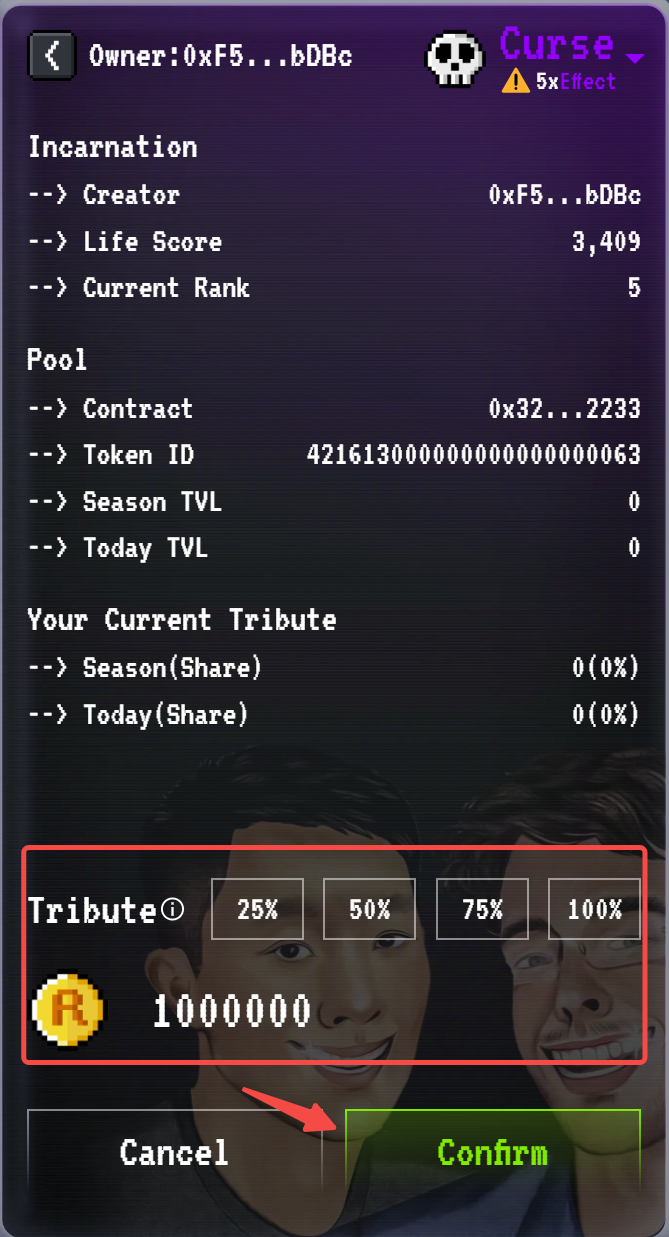 Owner:0xF5...bDBc
Curse
5xEffect
Incarnation
--> Creator 0xF5...bDBc
--> Life Score 3,409
--> Current Rank 5
Pool
--> Contract 0x32...2233
--> Token ID 421613000000000000000063
--> Season TVL 0
--> Today TVL 0
Your Current Tribute
--> Season(Share) 0(0%)
--> Today(Share) 0(0%)
Tribute 25% 50% 75% 100%
R 1000000
Cancel Confirm